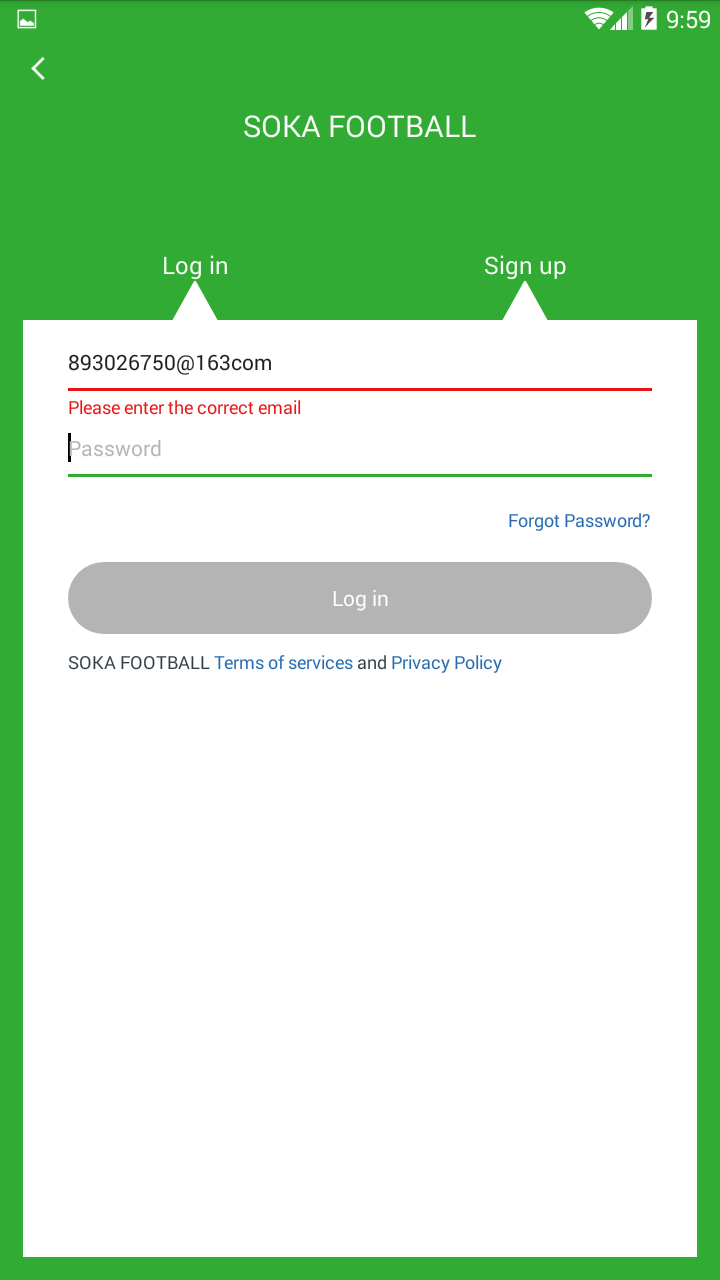 9:59
SOKA FOOTBALL
Log in
Sign up
893026750@163com
Please enter the correct email
Password
Forgot Password?
Log in
SOKA FOOTBALL Terms of services and Privacy Policy